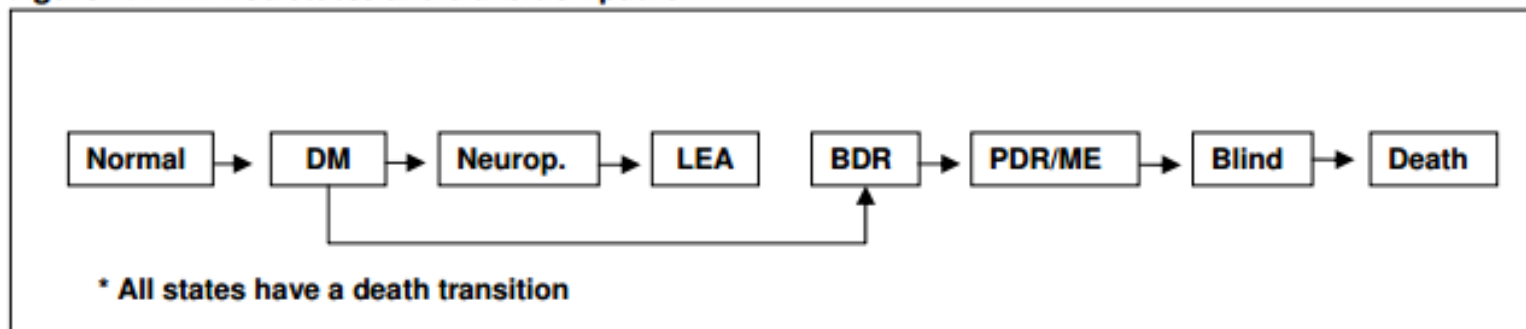 Normal DM Neurop. LEA BDR PDR/ME Blind Death
* All states have a death transition